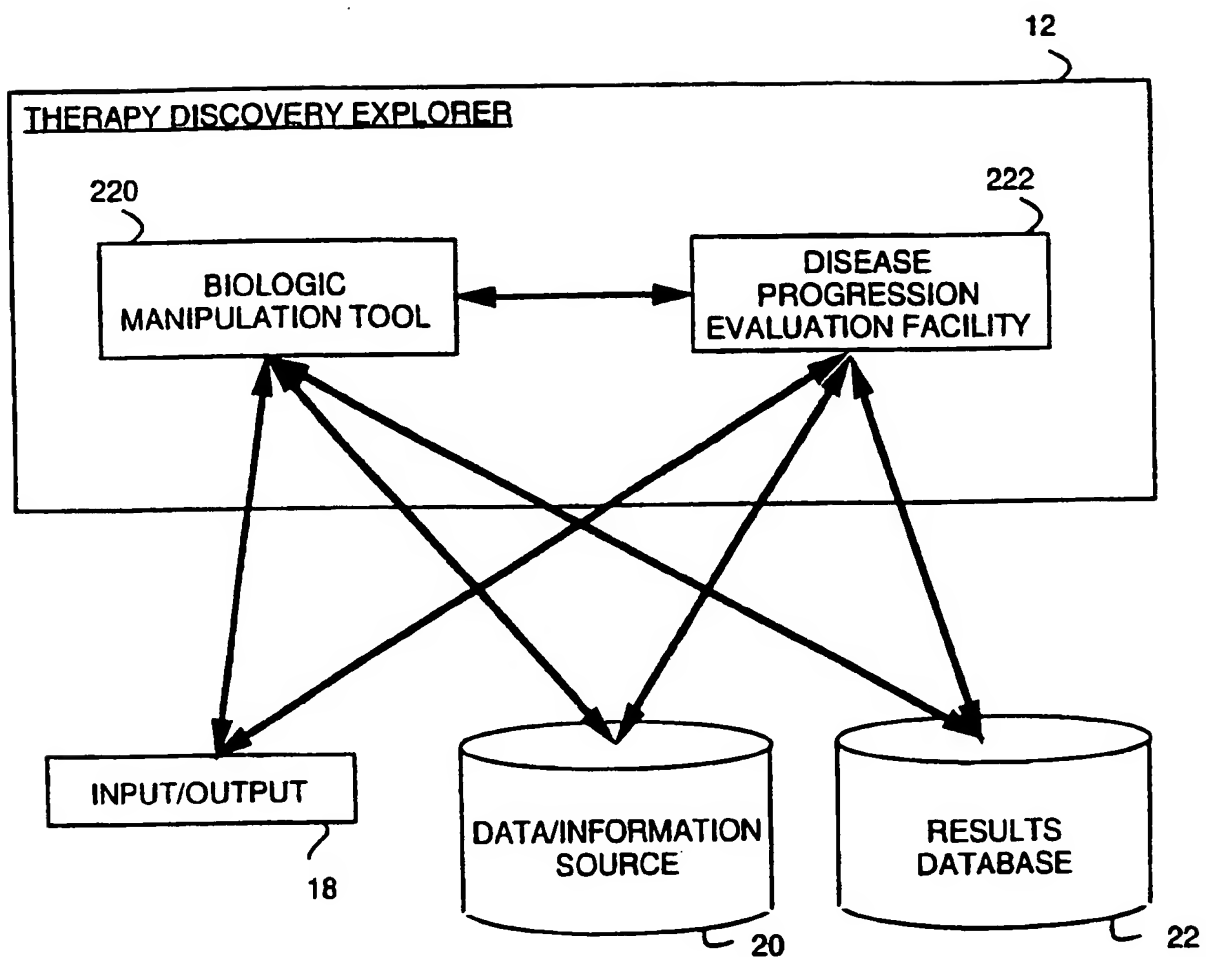 12
THERAPY DISCOVERY EXPLORER
220
222
BIOLOGIC
MANIPULATION TOOL
DISEASE
PROGRESSION
EVALUATION FACILITY
INPUT/OUTPUT
18
DATA/INFORMATION
SOURCE
20
RESULTS
DATABASE
22